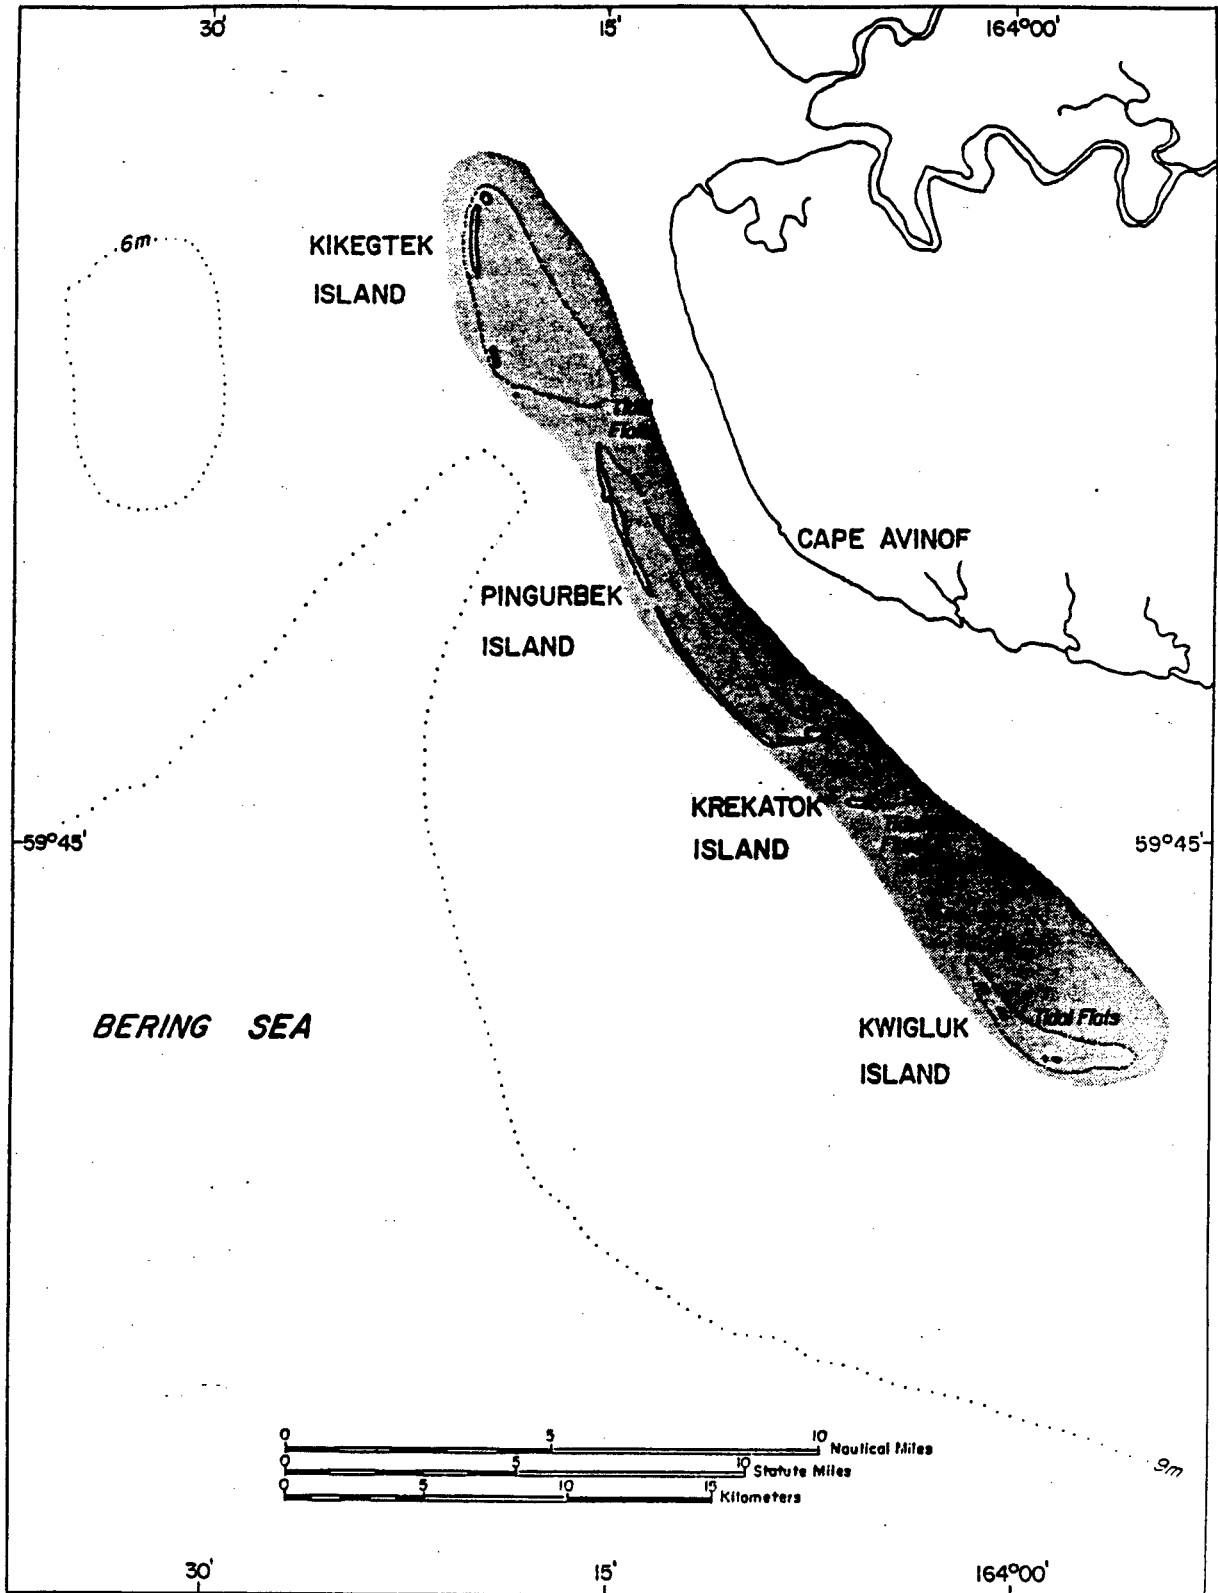 30' 15' 164°00'
6m
KIKEGTEK
ISLAND
Tidal
Flats
CAPE AVINOF
PINGURBEK
ISLAND
KREKATOK
ISLAND
59°45' 59°45'
BERING SEA
KWIGLUK
ISLAND
Tidal Flats
0 5 10
Nautical Miles
0 5 10
Statute Miles
0 5 10 15
Kilometers
9m
30' 15' 164°00'